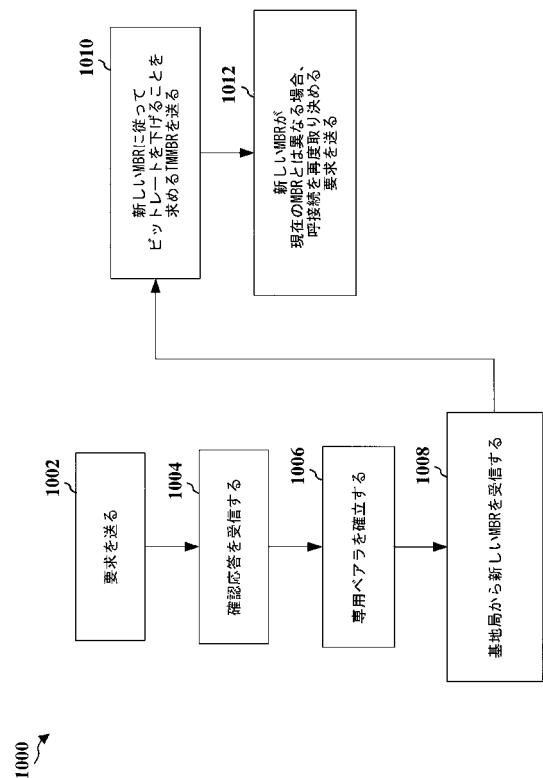 1000
1002
要求を送る
1004
確認応答を受信する
1006
専用ベアラを確立する
1008
基地局から新しいMBRを受信する
1010
新しいMBRに従って
ビットレートを下げることを
求めるTMMBRを送る
1012
新しいMBRが
現在のMBRとは異なる場合、
呼接続を再度取り決める
要求を送る